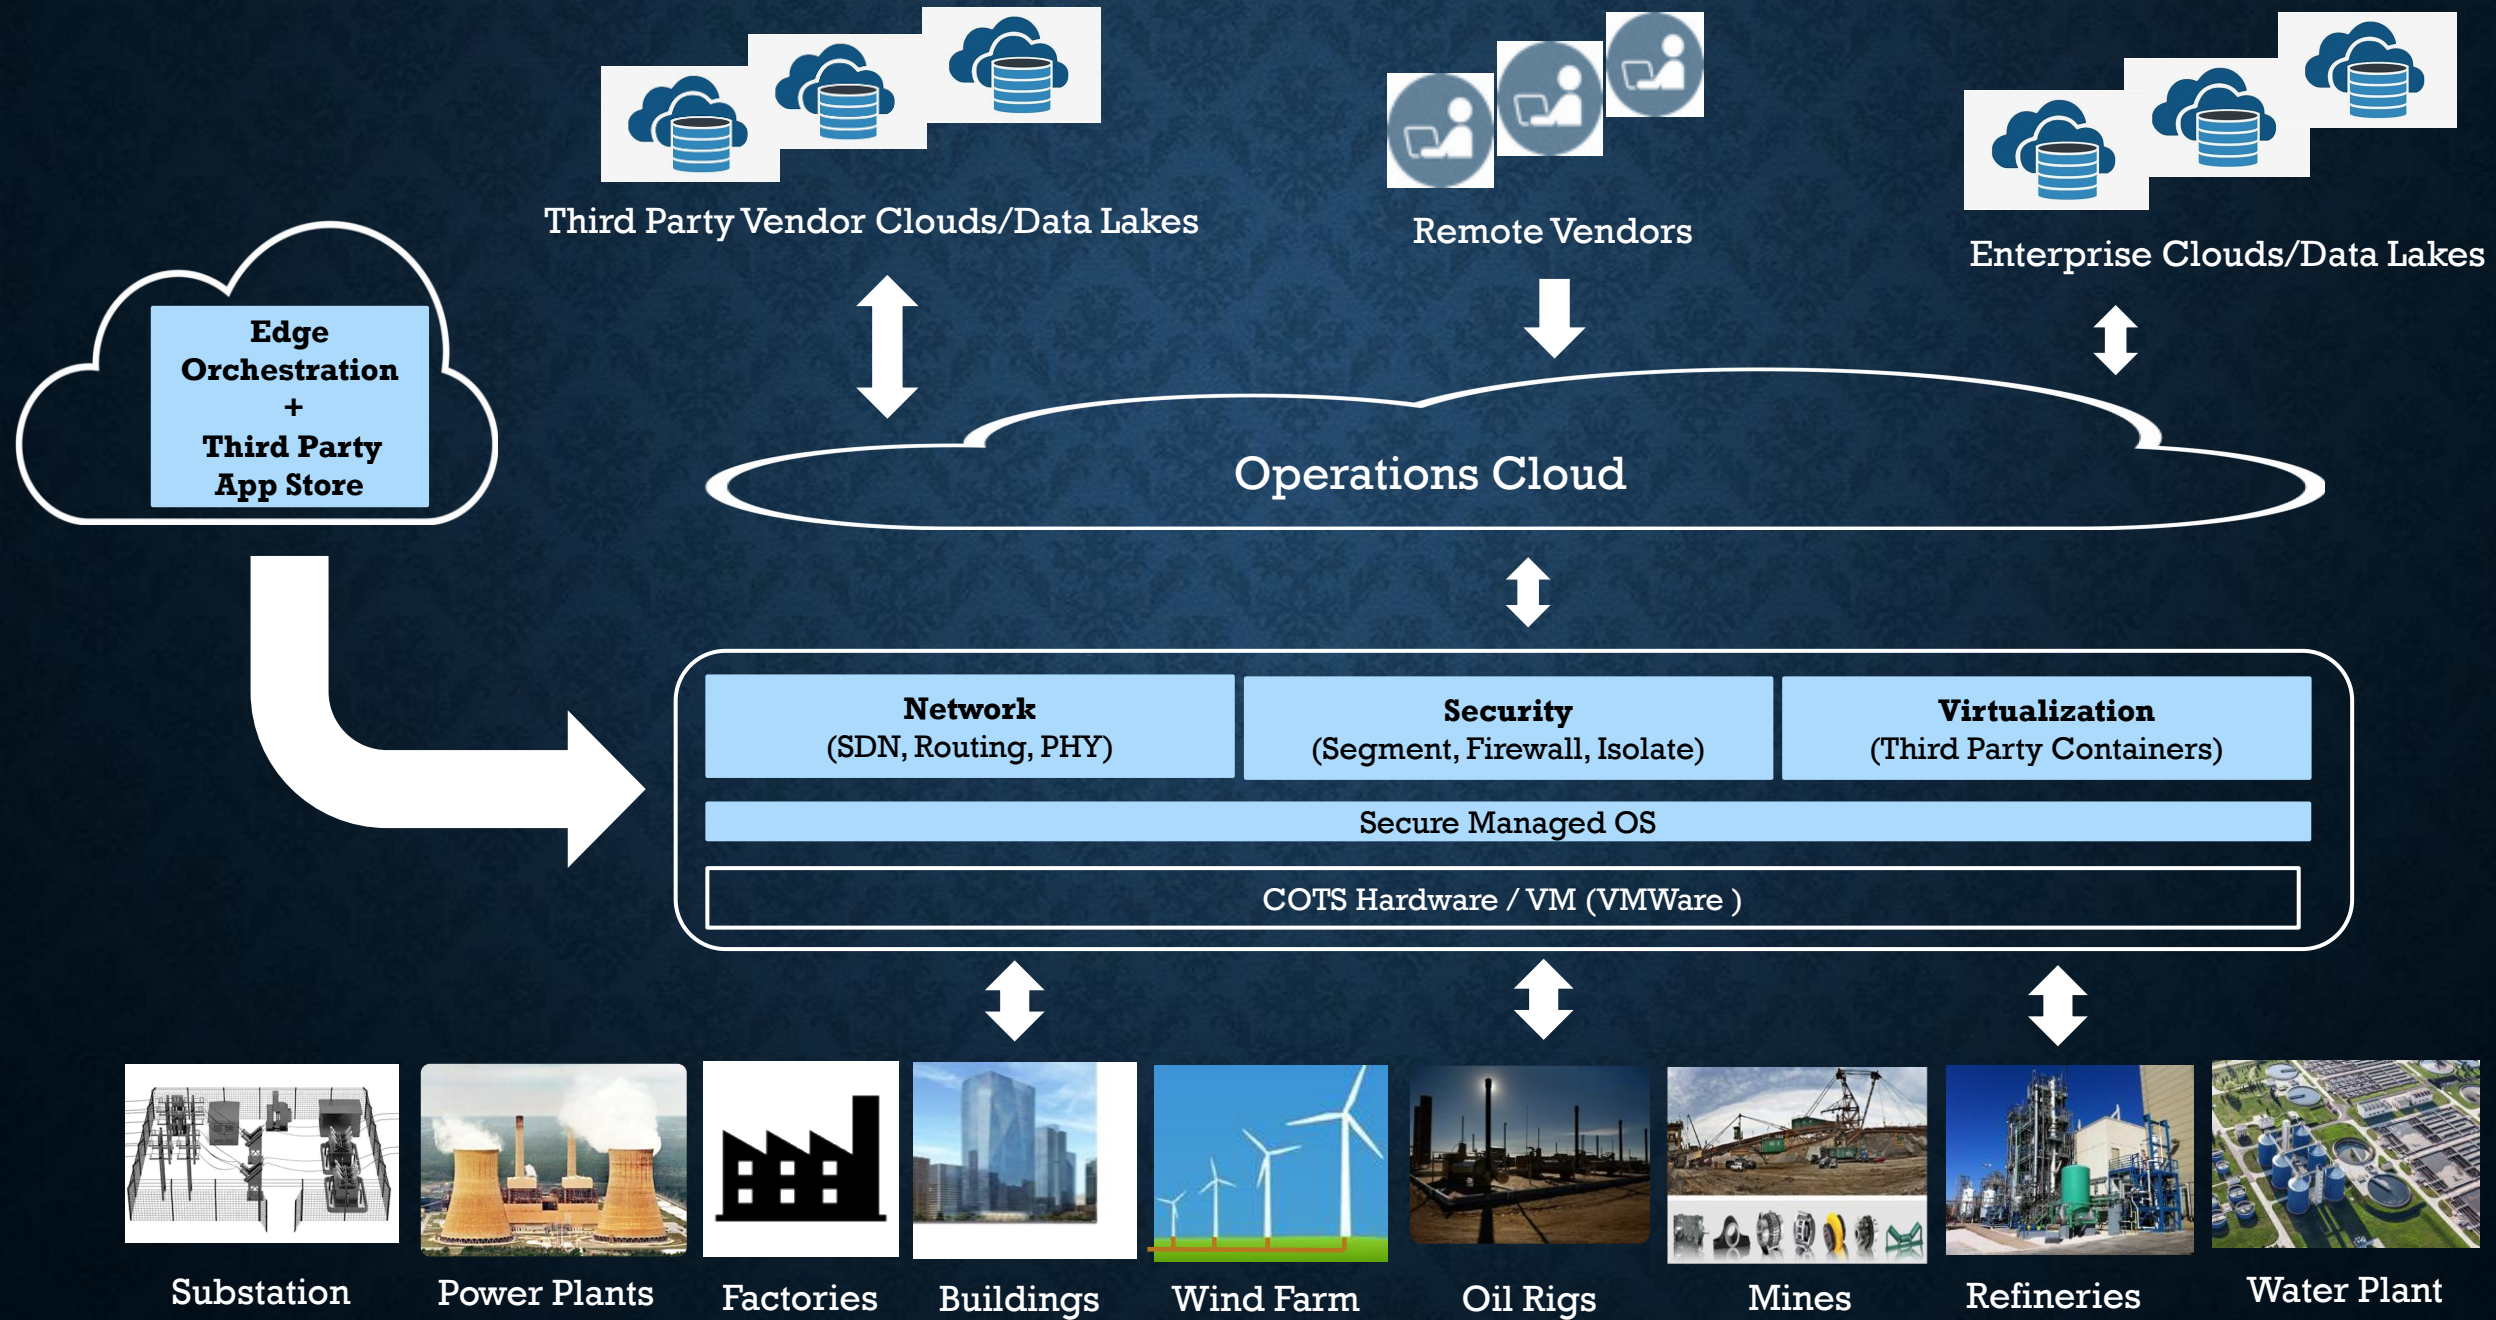 Third Party Vendor Clouds/Data Lakes
Remote Vendors
Enterprise Clouds/Data Lakes
Edge
Orchestration
+
Third Party
App Store
Operations Cloud
Network
(SDN, Routing, PHY)
Security
(Segment, Firewall, Isolate)
Virtualization
(Third Party Containers)
Secure Managed OS
COTS Hardware / VM (VMWare )
Substation
Power Plants
Factories
Buildings
Wind Farm
Oil Rigs
Mines
Refineries
Water Plant